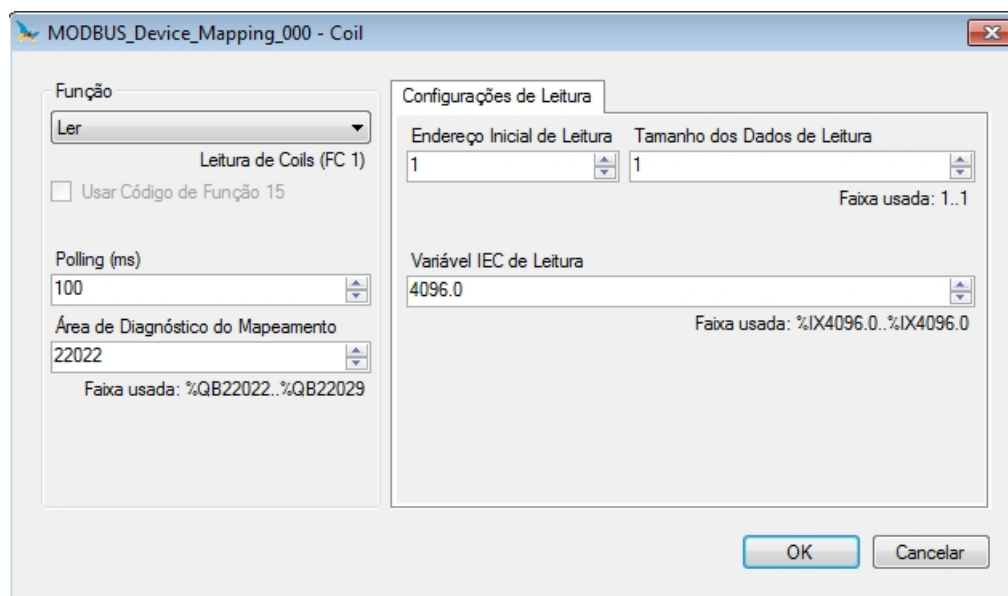 MODBUS_Device_Mapping_000 - Coil
Função
Ler
Leitura de Coils (FC 1)
Usar Código de Função 15
Polling (ms)
100
Área de Diagnóstico do Mapeamento
22022
Faixa usada: %QB22022..%QB22029
Configurações de Leitura
Endereço Inicial de Leitura
1
Tamanho dos Dados de Leitura
1
Faixa usada: 1..1
Variável IEC de Leitura
4096.0
Faixa usada: %IX4096.0..%IX4096.0
OK
Cancelar